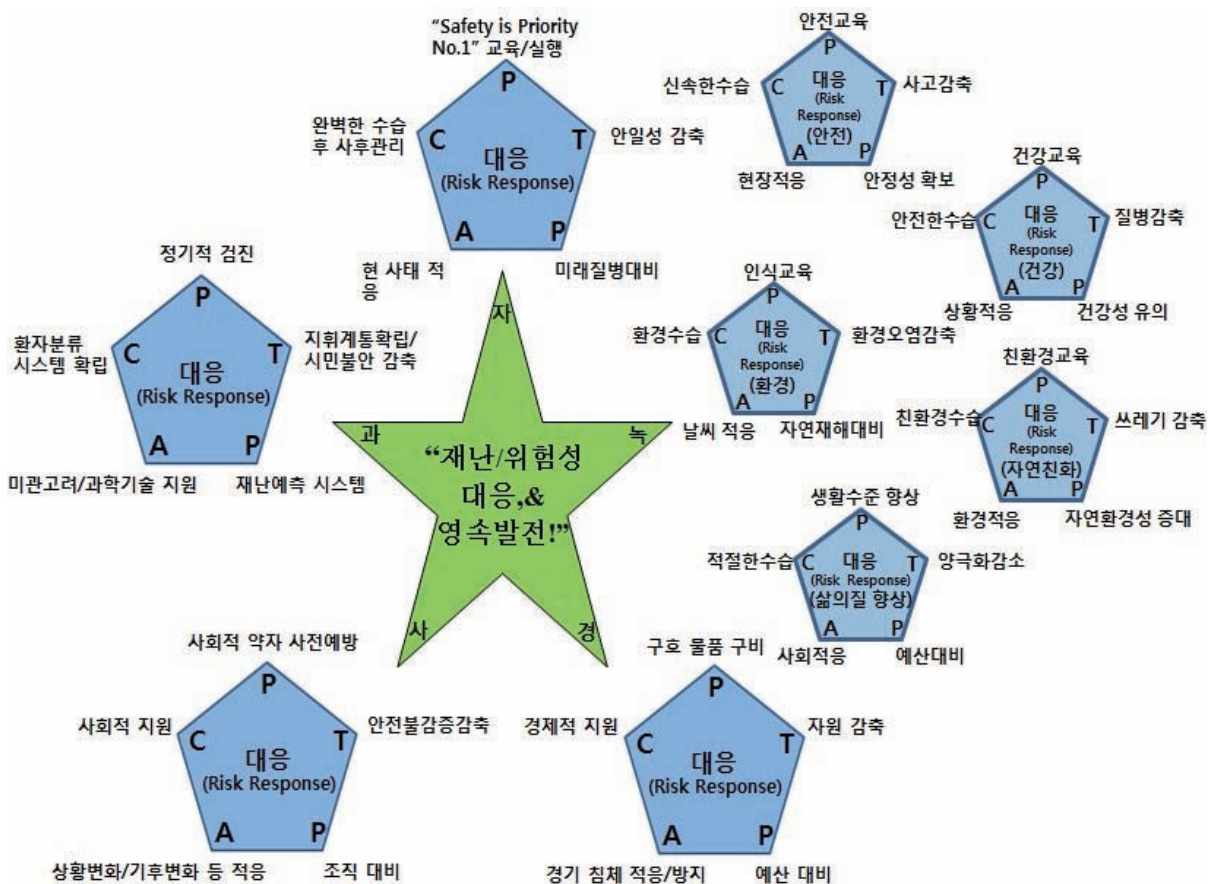 “Safety is Priority
No.1” 교육/실행
P
완벽한 수습
후 사후관리
C
T
안일성 감축
대응
(Risk Response)
A
P
현 사태 적
응
미래질병대비
안전교육
P
신속한수습
C
T
사고감축
대응
(Risk
Response)
(안전)
A
P
현장적응
안정성 확보
건강교육
P
안전한수습
C
T
질병감축
대응
(Risk
Response)
(건강)
A
P
상황적응
건강성 유의
정기적 검진
P
환자분류
시스템 확립
C
T
지휘계통확립/
시민불안 감축
대응
(Risk Response)
A
P
미관고려/과학기술 지원
재난예측 시스템
인식교육
P
환경수습
C
T
환경오염감축
대응
(Risk
Response)
(환경)
A
P
날씨 적응
자연재해대비
친환경교육
P
친환경수습
C
T
쓰레기 감축
대응
(Risk
Response)
(자연친화)
A
P
환경적응
자연환경성 증대
자
과
녹
“재난/위험성
대응,&
영속발전!”
사
경
생활수준 향상
P
적절한수습
C
T
양극화감소
대응
(Risk Response)
(삶의질 향상)
A
P
사회적응
예산대비
사회적 약자 사전예방
P
사회적 지원
C
T
안전불감증감축
대응
(Risk Response)
A
P
상황변화/기후변화 등 적응
조직 대비
구호 물품 구비
P
경제적 지원
C
T
자원 감축
대응
(Risk Response)
A
P
경기 침체 적응/방지
예산 대비